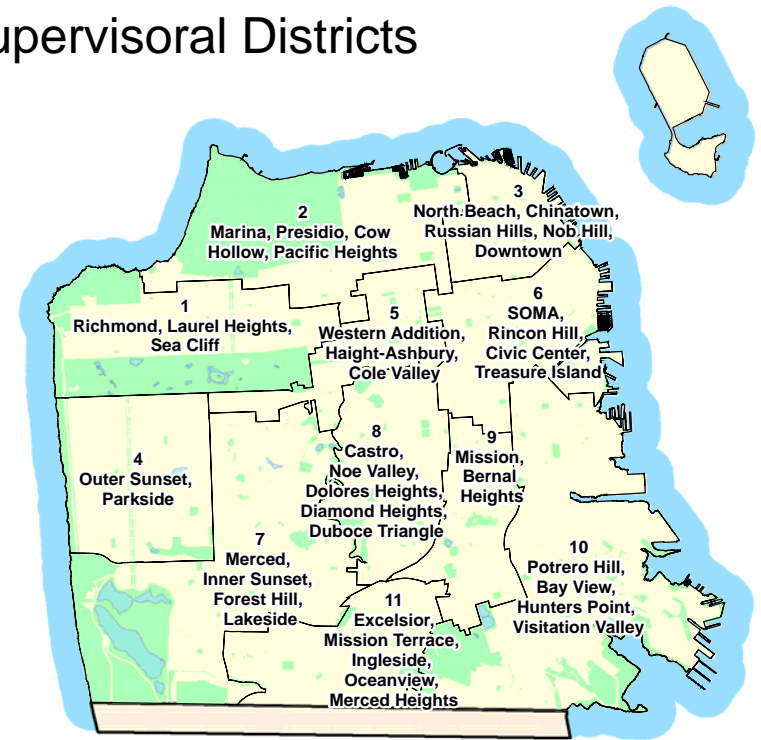 upervisoral Districts
2
Marina, Presidio, Cow
Hollow, Pacific Heights
3
North Beach, Chinatown,
Russian Hills, Nob Hill,
Downtown
1
Richmond, Laurel Heights,
Sea Cliff
5
Western Addition,
Haight-Ashbury,
Cole Valley
6
SOMA,
Rincon Hill,
Civic Center,
Treasure Island
4
Outer Sunset,
Parkside
8
Castro,
Noe Valley,
Dolores Heights,
Diamond Heights,
Duboce Triangle
9
Mission,
Bernal
Heights
7
Merced,
Inner Sunset,
Forest Hill,
Lakeside
10
Potrero Hill,
Bay View,
Hunters Point,
Visitation Valley
11
Excelsior,
Mission Terrace,
Ingleside,
Oceanview,
Merced Heights